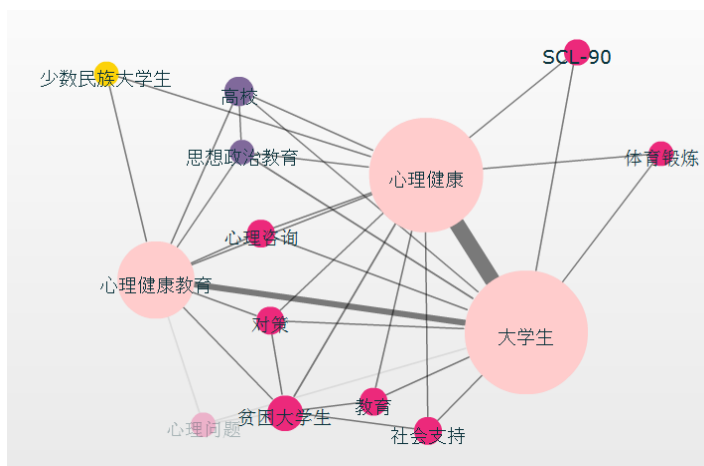 SCL-90
少数民族大学生
高校
思想政治教育
体育锻炼
心理健康
心理咨询
心理健康教育
对策
大学生
教育
贫困大学生
心理问题
社会支持